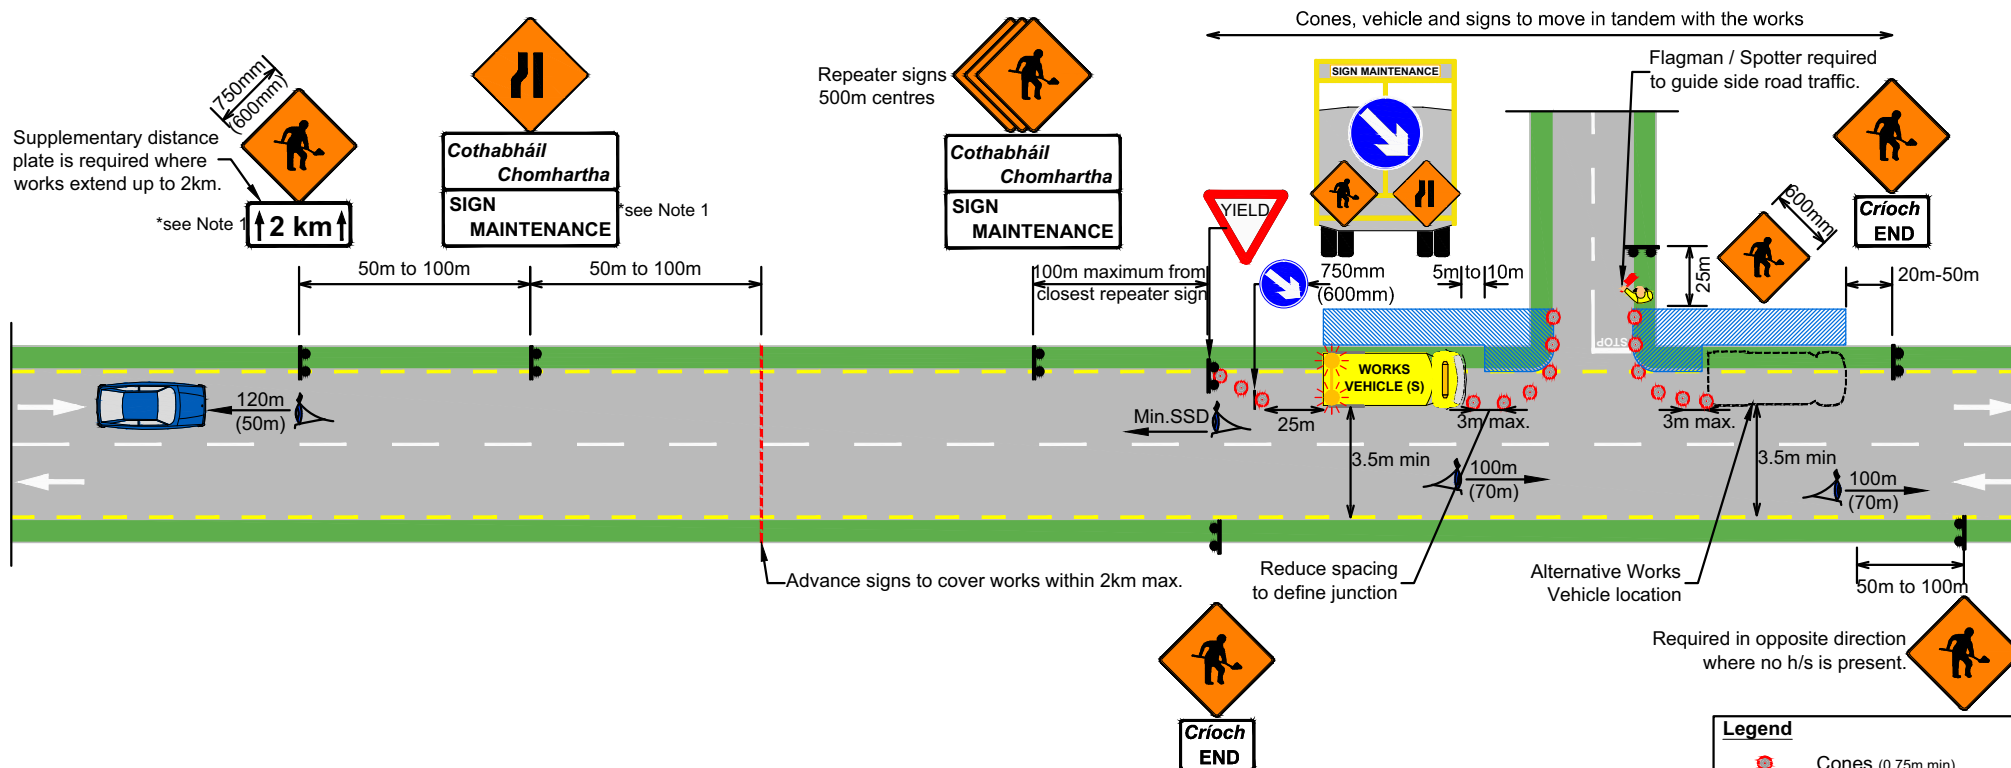 Cones, vehicle and signs to move in tandem with the works
750mm
(600mm)
Supplementary distance
plate is required where
works extend up to 2km.
*see Note 1
2 km
Cothabháil
Chomhartha
SIGN
MAINTENANCE
*see Note 1
Repeater signs
500m centres
Cothabháil
Chomhartha
SIGN
MAINTENANCE
SIGN MAINTENANCE
Flagman / Spotter required
to guide side road traffic.
YIELD
750mm
(600mm)
5m to 10m
25m
600mm
Críoch
END
20m-50m
50m to 100m
50m to 100m
100m maximum from
closest repeater sign
STOP
WORKS
VEHICLE (S)
120m
(50m)
Min.SSD
25m
3m max.
3m max.
3.5m min
100m
(70m)
3.5m min
100m
(70m)
Advance signs to cover works within 2km max.
Reduce spacing
to define junction
Alternative Works
Vehicle location
50m to 100m
Required in opposite direction
where no h/s is present.
Críoch
END
Legend
Cones (0.75m min)